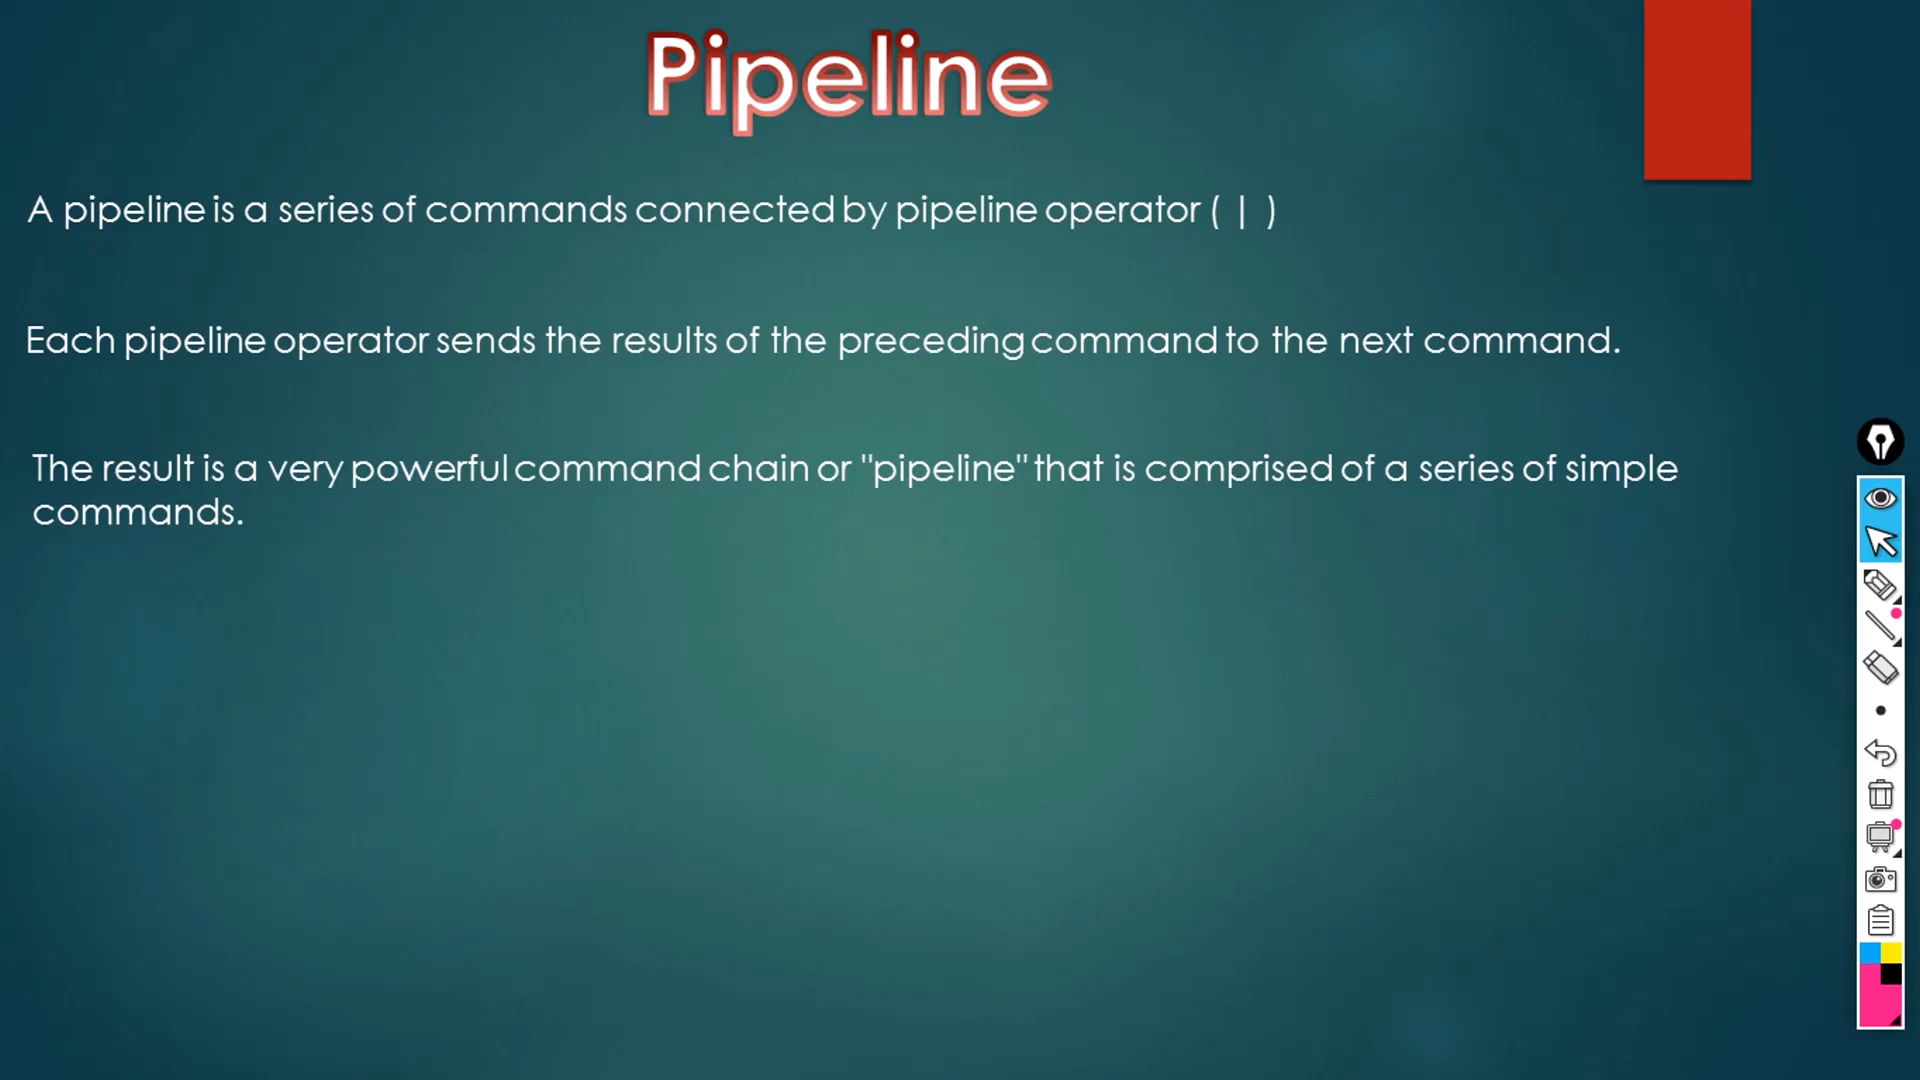 Pipeline
A pipeline is a series of commands connected by pipeline operator ( | )
Each pipeline operator sends the results of the preceding command to the next command.
The result is a very powerful command chain or "pipeline" that is comprised of a series of simple
commands.